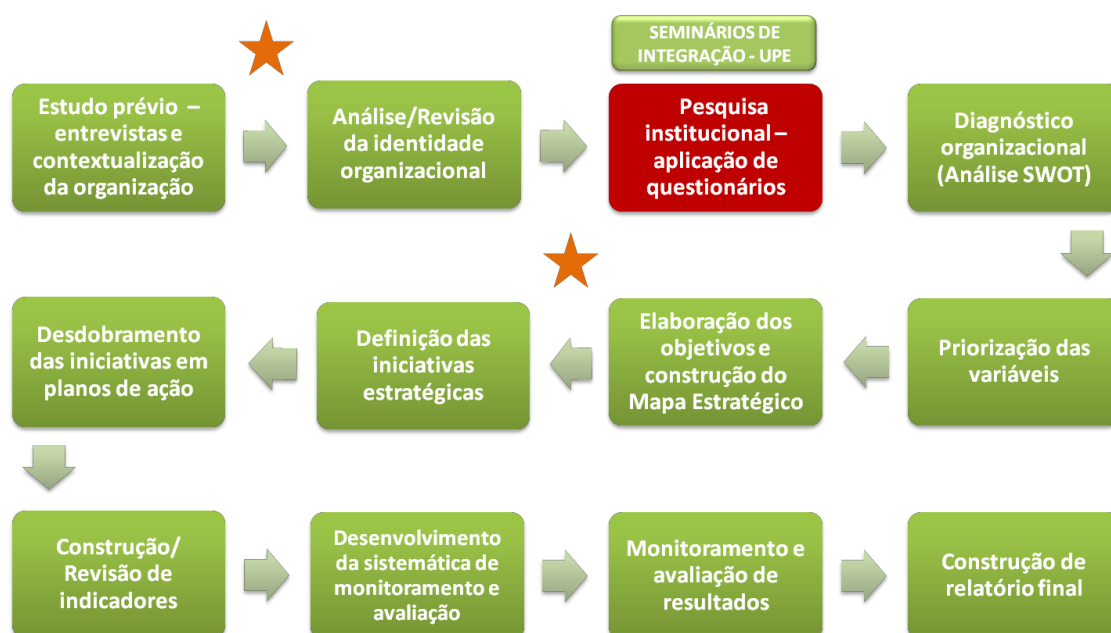 SEMINÁRIOS DE
INTEGRAÇÃO - UPE
Estudo prévio –
entrevistas e
contextualização
da organização
Análise/Revisão
da identidade
organizacional
Pesquisa
institucional –
aplicação de
questionários
Diagnóstico
organizacional
(Análise SWOT)
Desdobramento
das iniciativas em
planos de ação
Definição das
iniciativas
estratégicas
Elaboração dos
objetivos e
construção do
Mapa Estratégico
Priorização das
variáveis
Construção/
Revisão de
indicadores
Desenvolvimento
da sistemática de
monitoramento e
avaliação
Monitoramento e
avaliação de
resultados
Construção de
relatório final